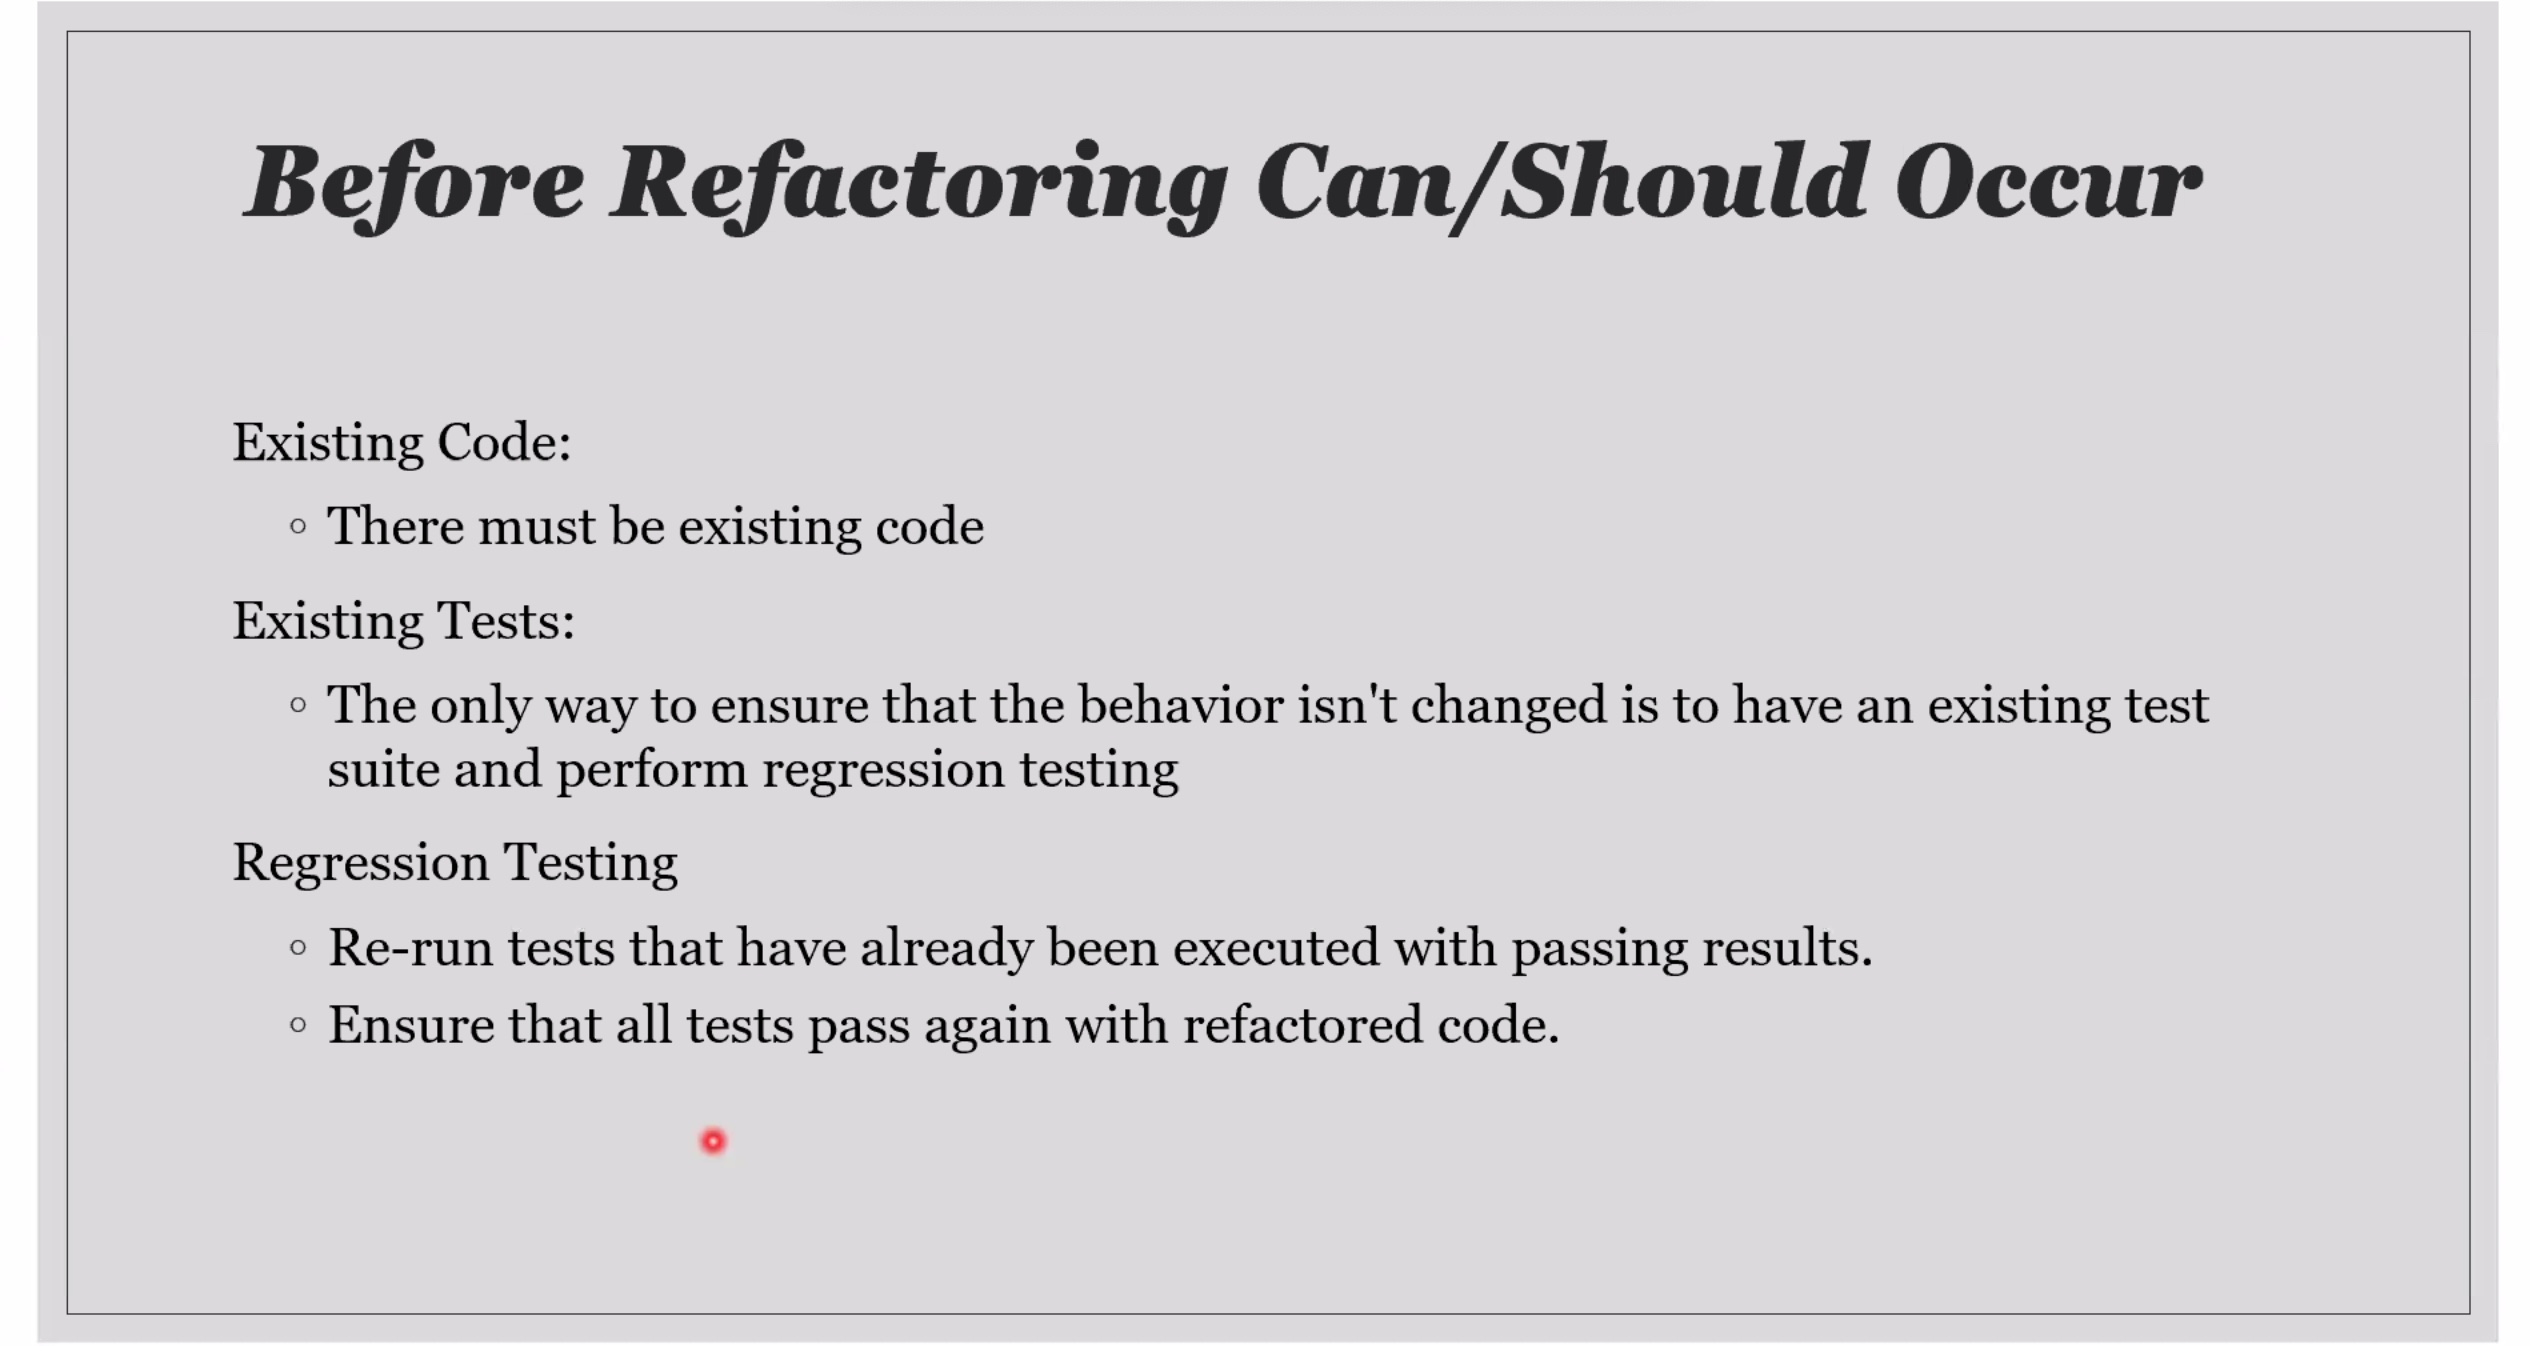 Before Refactoring Can/Should Occur
Existing Code:
◦ There must be existing code
Existing Tests:
◦ The only way to ensure that the behavior isn't changed is to have an existing test
suite and perform regression testing
Regression Testing
◦ Re-run tests that have already been executed with passing results.
◦ Ensure that all tests pass again with refactored code.